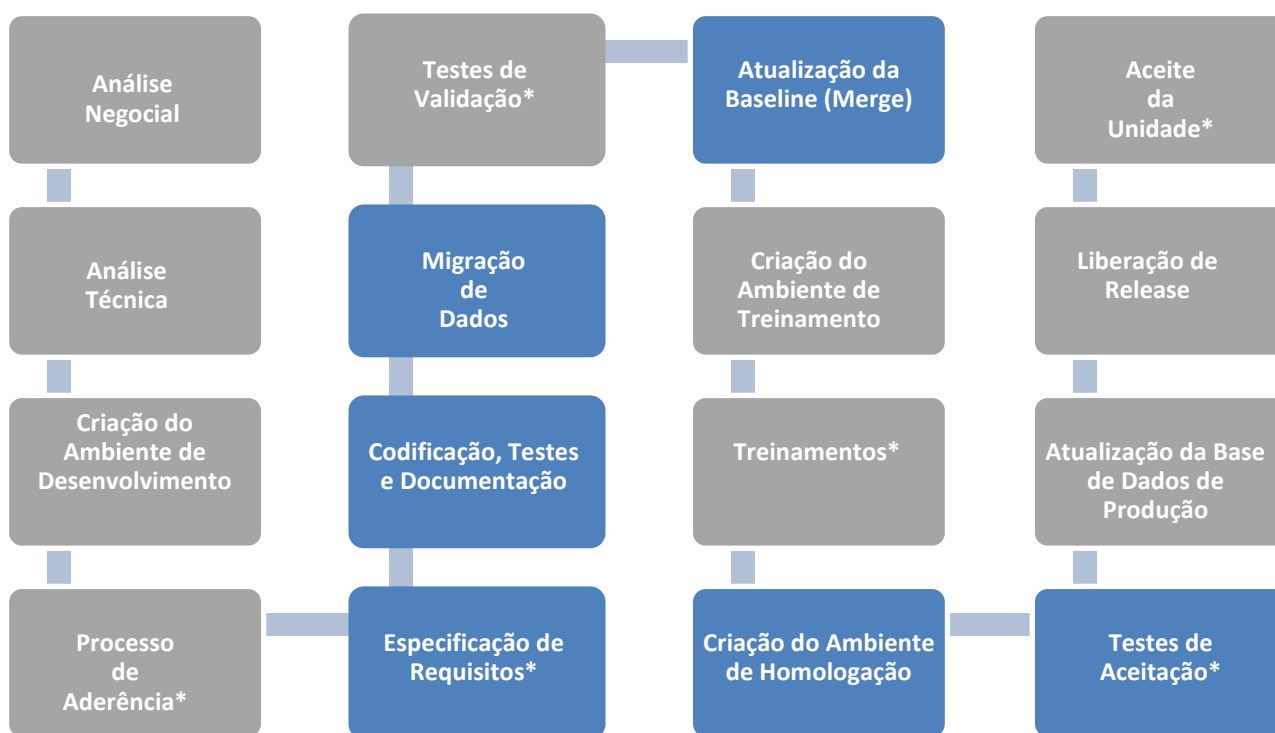 Análise
Negocial
Análise
Técnica
Criação do
Ambiente de
Desenvolvimento
Processo
de
Aderência*
Especificação de
Requisitos*
Codificação, Testes
e Documentação
Migração
de
Dados
Testes de
Validação*
Atualização da
Baseline (Merge)
Criação do
Ambiente de
Treinamento
Treinamentos*
Criação do Ambiente
de Homologação
Testes de
Aceitação*
Atualização da Base
de Dados de
Produção
Liberação de
Release
Aceite
da
Unidade*